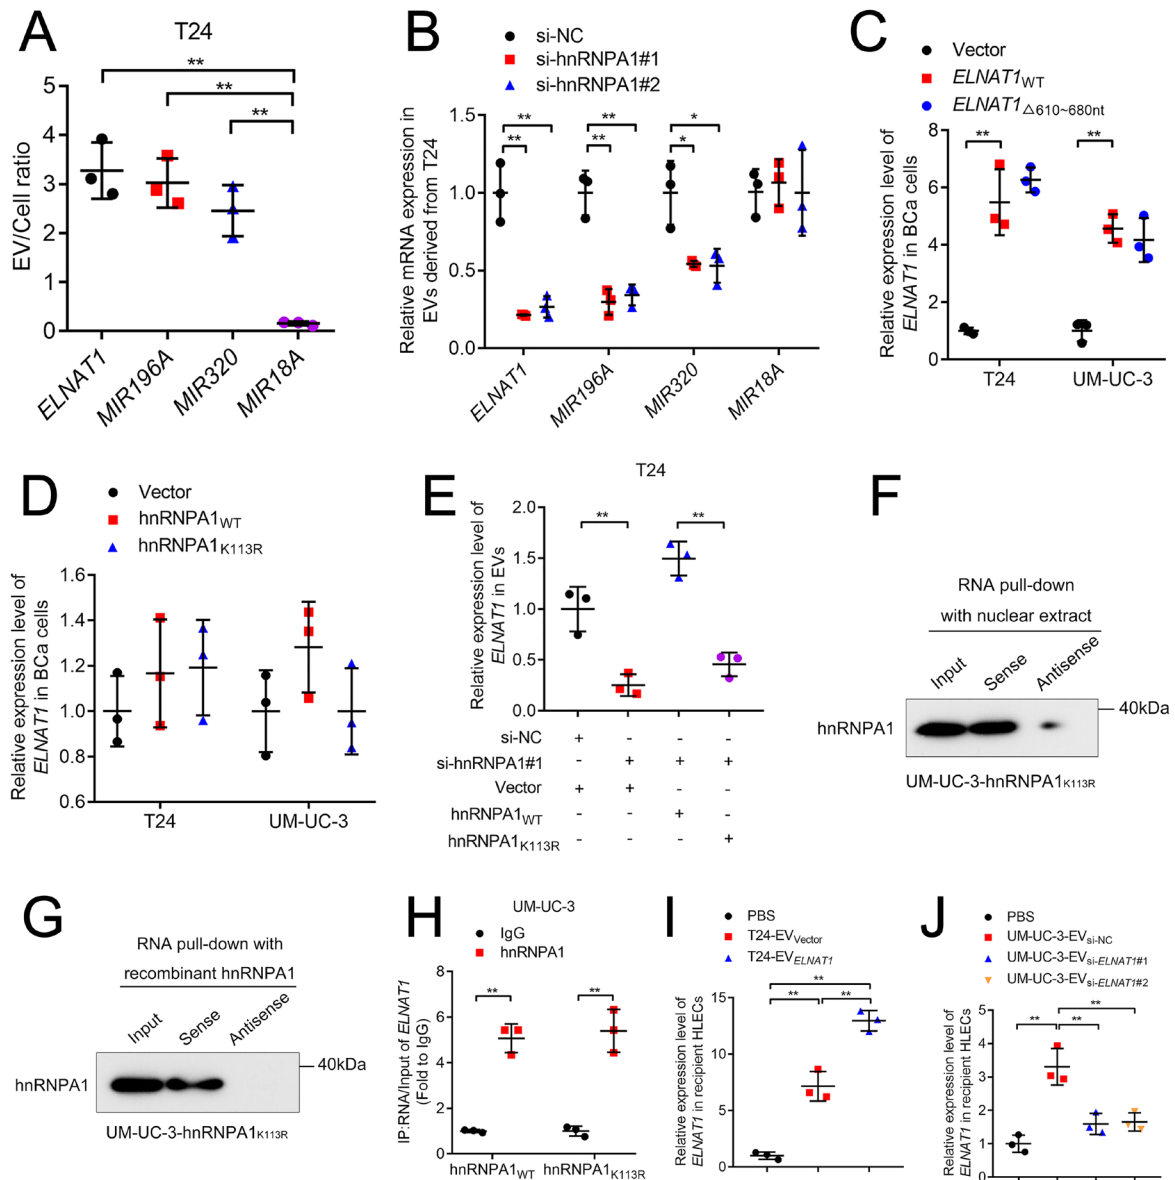 A
T24
**
**
**
EV/Cell ratio
5
4
3
2
1
0
ELNAT1
MIR196A
MIR320
MIR18A
B
si-NC
si-hnRNPA1#1
si-hnRNPA1#2
Relative mRNA expression in
EVs derived from T24
1.5
1.0
0.5
0.0
** ** *
** ** *
ELNAT1
MIR196A
MIR320
MIR18A
C
Vector
ELNAT1WT
ELNAT1△610~680nt
Relative expression level of
ELNAT1 in BCa cells
8
6
4
2
0
** **
T24 UM-UC-3
D
Vector
hnRNPA1WT
hnRNPA1K113R
Relative expression level of
ELNAT1 in BCa cells
1.6
1.4
1.2
1.0
0.8
0.6
T24 UM-UC-3
E
T24
Relative expression level of
ELNAT1 in EVs
2.0
1.5
1.0
0.5
0.0
** **
si-NC + - - -
si-hnRNPA1#1 - + + +
Vector + + - -
hnRNPA1WT - - + -
hnRNPA1K113R - - - +
F
RNA pull-down
with nuclear extract
Input Sense Antisense
40kDa
hnRNPA1
UM-UC-3-hnRNPA1K113R
G
RNA pull-down with
recombinant hnRNPA1
Input Sense Antisense
40kDa
hnRNPA1
UM-UC-3-hnRNPA1K113R
H
UM-UC-3
IgG
hnRNPA1
IP:RNA/Input of ELNAT1
(Fold to IgG)
8
6
4
2
0
** **
hnRNPA1WT hnRNPA1K113R
I
PBS
T24-EVVector
T24-EVELNAT1
Relative expression level of
ELNAT1 in recipient HLECs
15
10
5
0
**
** **
J
PBS
UM-UC-3-EVsi-NC
UM-UC-3-EVsi-ELNAT1#1
UM-UC-3-EVsi-ELNAT1#2
Relative expression level of
ELNAT1 in recipient HLECs
5
4
3
2
1
0
**
** **